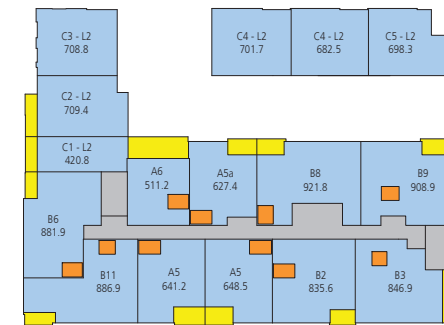 C3 - L2
708.8
C4 - L2
701.7
C4 - L2
682.5
C5 - L2
698.3
C2 - L2
709.4
C1 - L2
420.8
A6
511.2
A5a
627.4
B8
921.8
B9
908.9
B6
881.9
B11
886.9
A5
641.2
A5
648.5
B2
835.6
B3
846.9